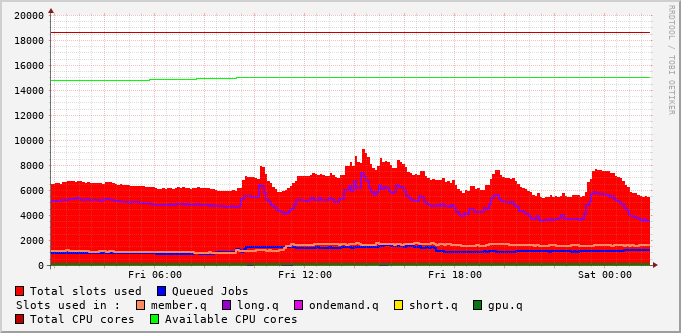 20000
18000
16000
14000
12000
10000
8000
6000
4000
2000
0
Fri 06:00 Fri 12:00 Fri 18:00 Sat 00:00
RRDTOOL / TOBI OETIKER
Total slots used Queued Jobs
Slots used in : member.q long.q ondemand.q short.q gpu.q
Total CPU cores Available CPU cores